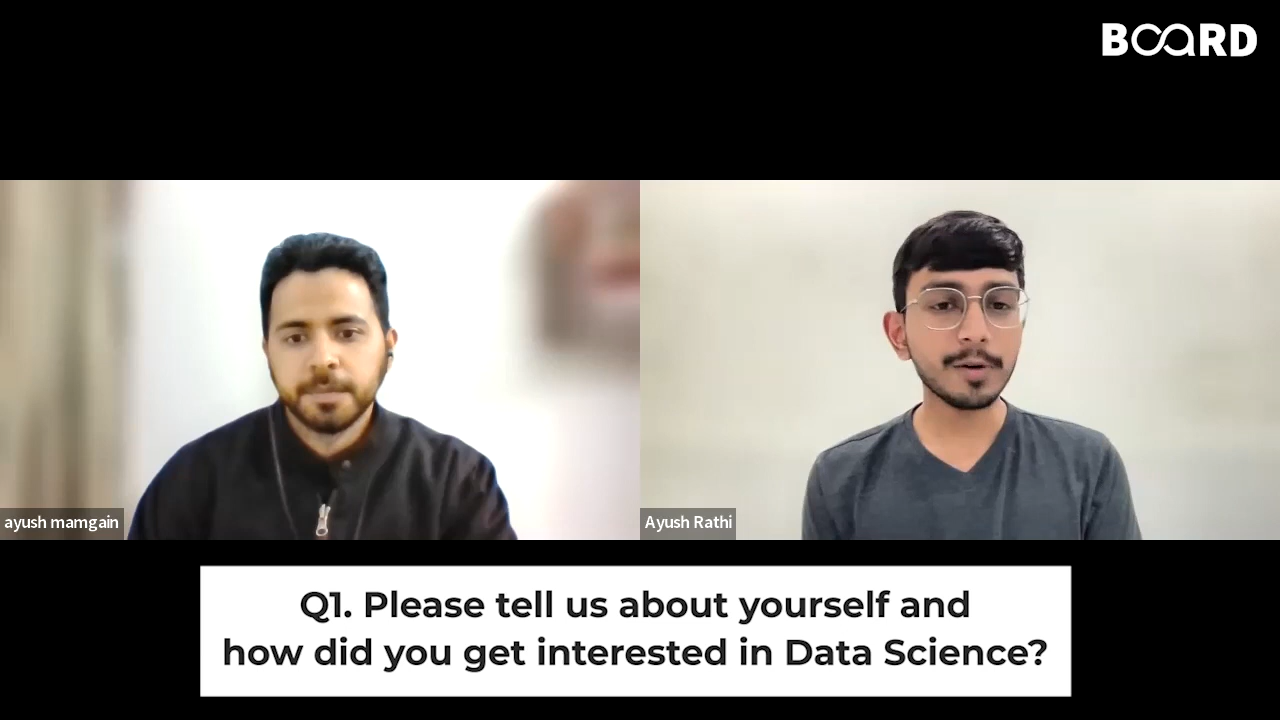 BOARD
ayush mamgain
Ayush Rathi
Q1. Please tell us about yourself and
how did you get interested in Data Science?